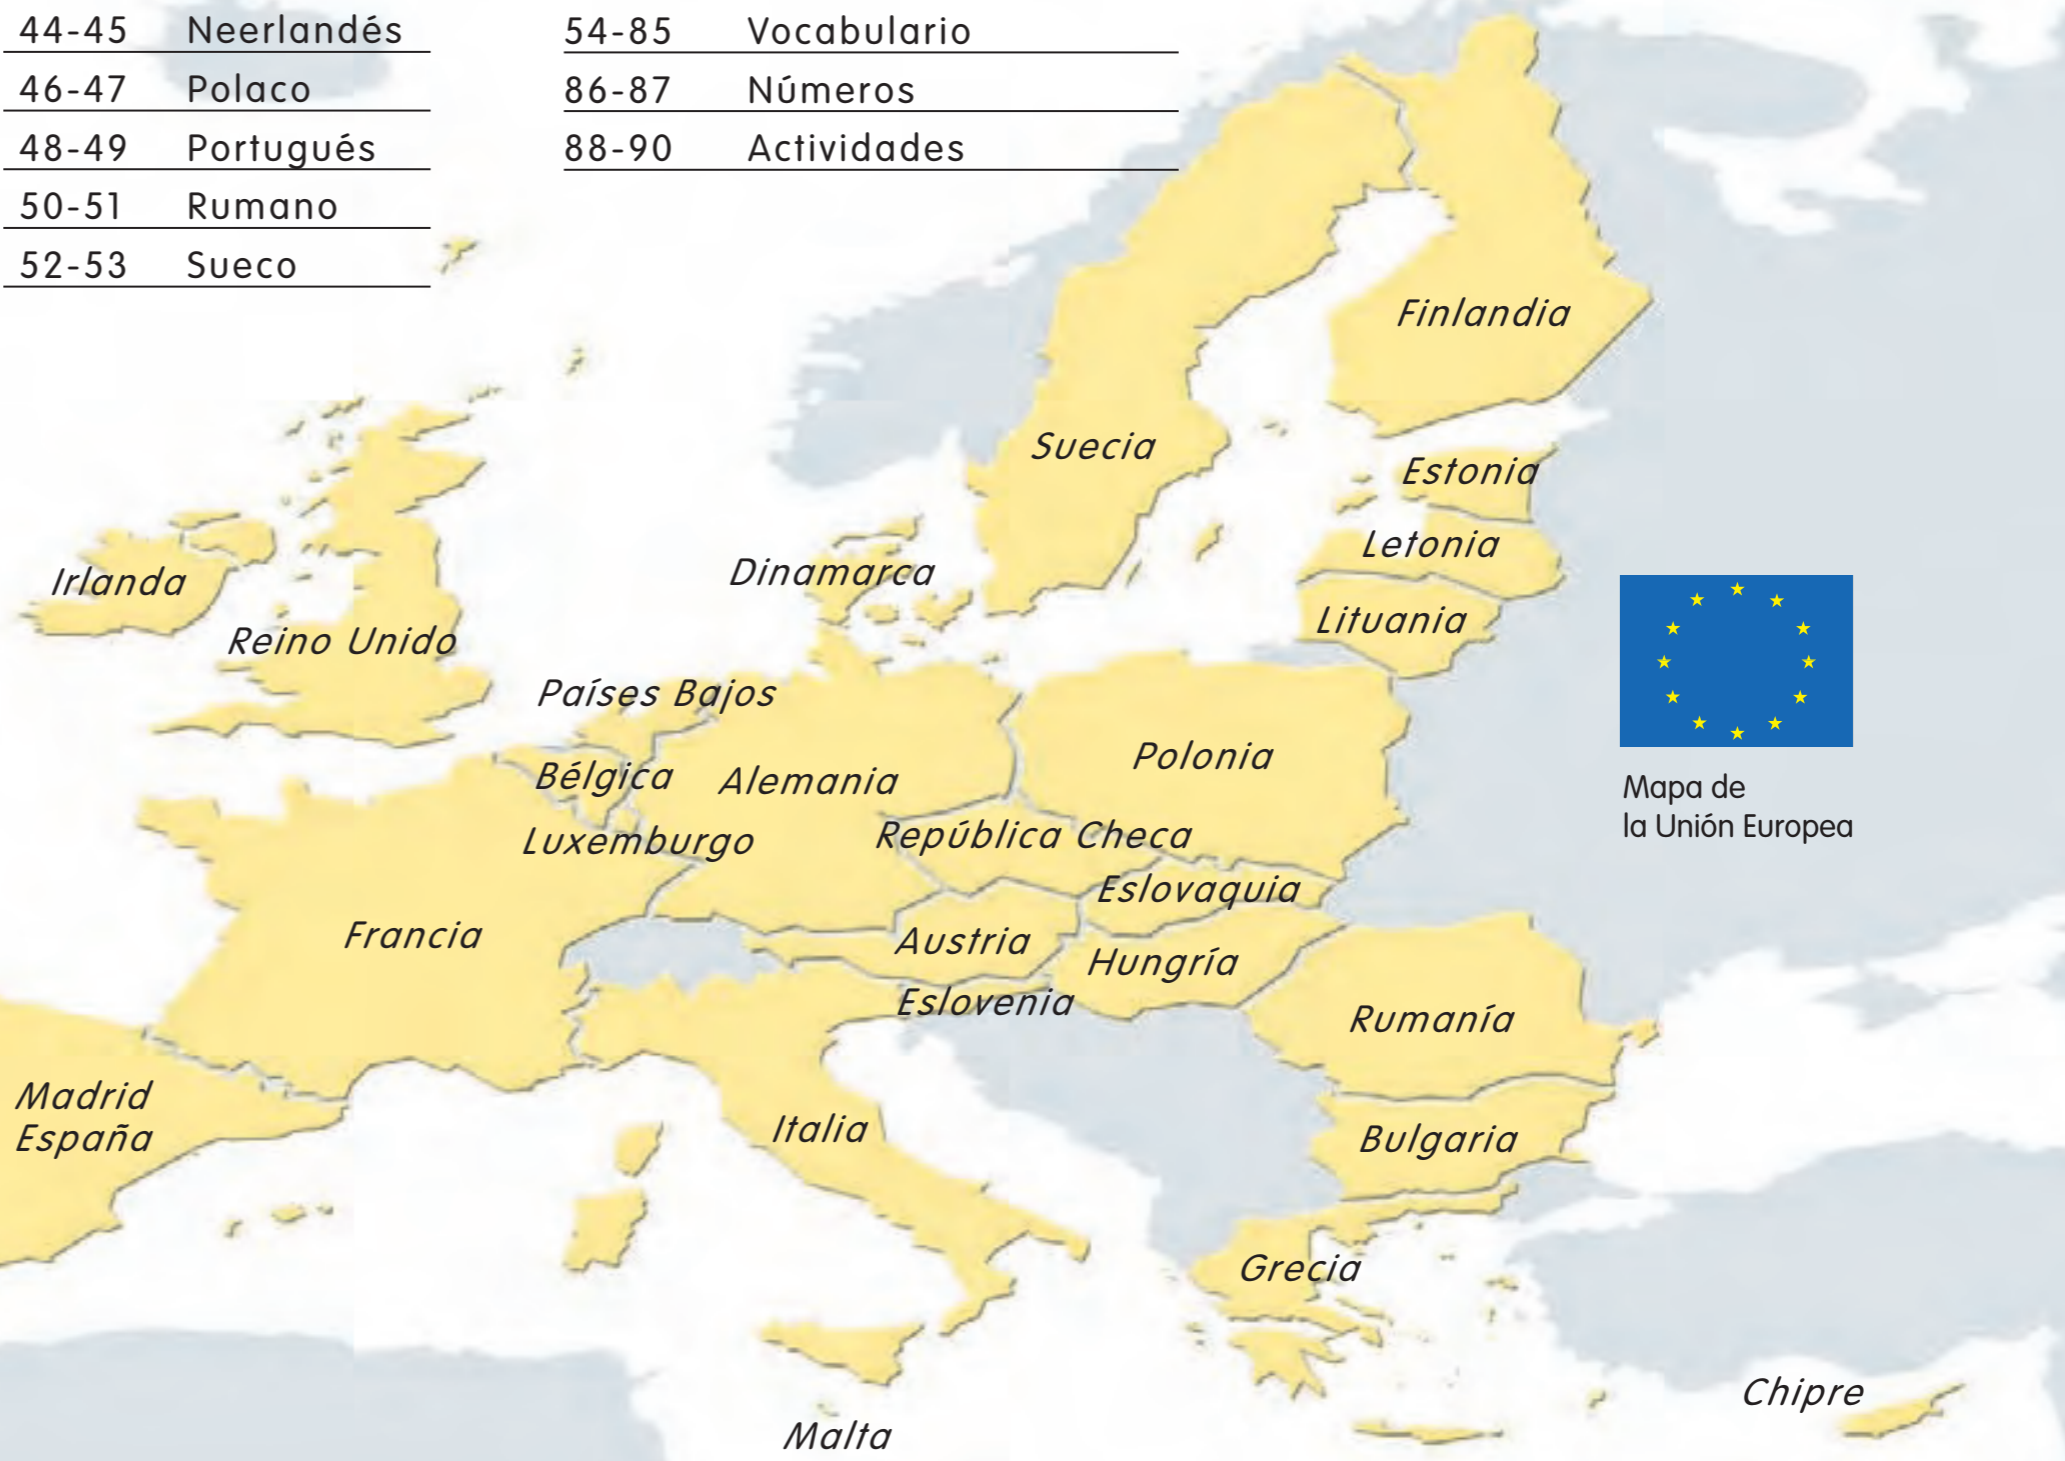 44-45 Neerlandés
46-47 Polaco
48-49 Portugués
50-51 Rumano
52-53 Sueco
54-85 Vocabulario
86-87 Números
88-90 Actividades
Finlandia
Suecia
Estonia
Letonia
Dinamarca
Irlanda
Lituania
Reino Unido
Países Bajos
Polonia
Bélgica
Alemania
Mapa de
la Unión Europea
República Checa
Luxemburgo
Eslovaquia
Francia
Austria
Hungría
Eslovenia
Rumanía
Madrid
España
Italia
Bulgaria
Grecia
Chipre
Malta